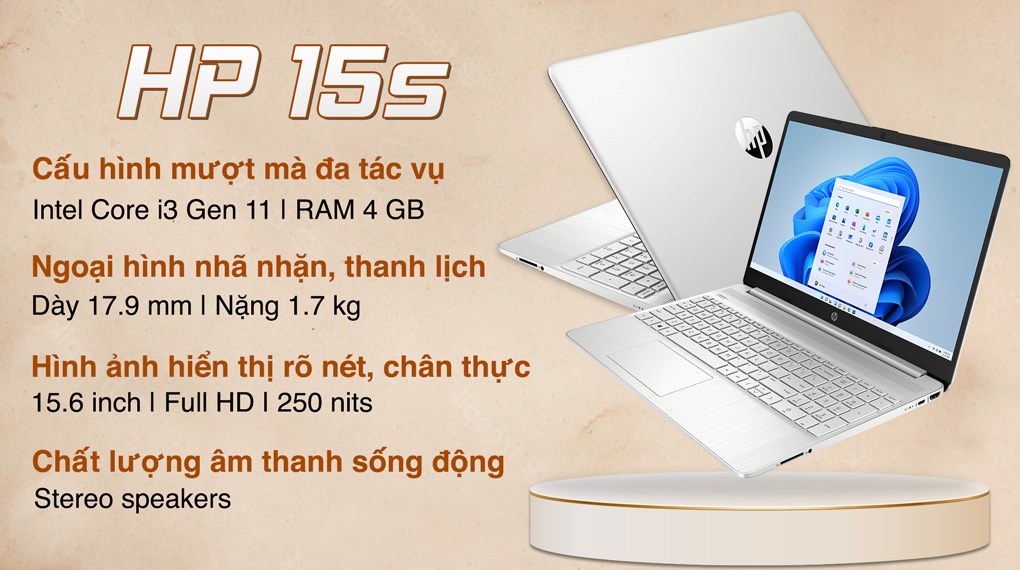 HP 15s
Cấu hình mượt mà đa tác vụ
Intel Core i3 Gen 11 | RAM 4 GB
Ngoại hình nhã nhặn, thanh lịch
Dày 17.9 mm | Nặng 1.7 kg
Hình ảnh hiển thị rõ nét, chân thực
15.6 inch | Full HD | 250 nits
Chất lượng âm thanh sống động
Stereo speakers
hp
hp